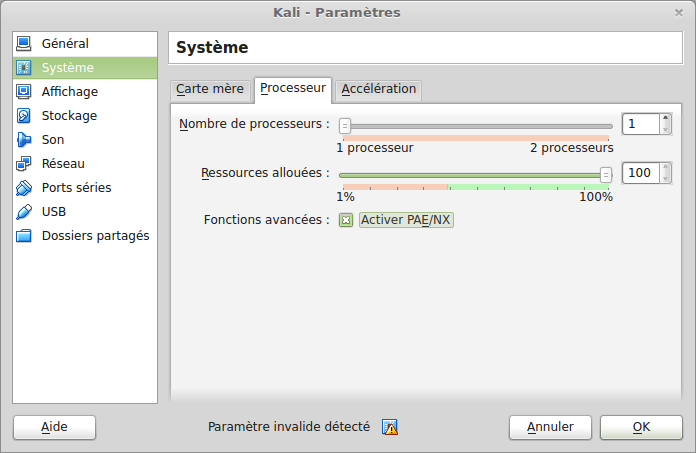 Kali - Paramètres
Général
Système
Affichage
Stockage
Son
Réseau
Ports séries
USB
Dossiers partagés
Système
Carte mère Processeur Accélération
Nombre de processeurs : 1
1 processeur 2 processeurs
Ressources allouées : 100
1% 100%
Fonctions avancées : Activer PAE/NX
Aide Paramètre invalide détecté Annuler OK